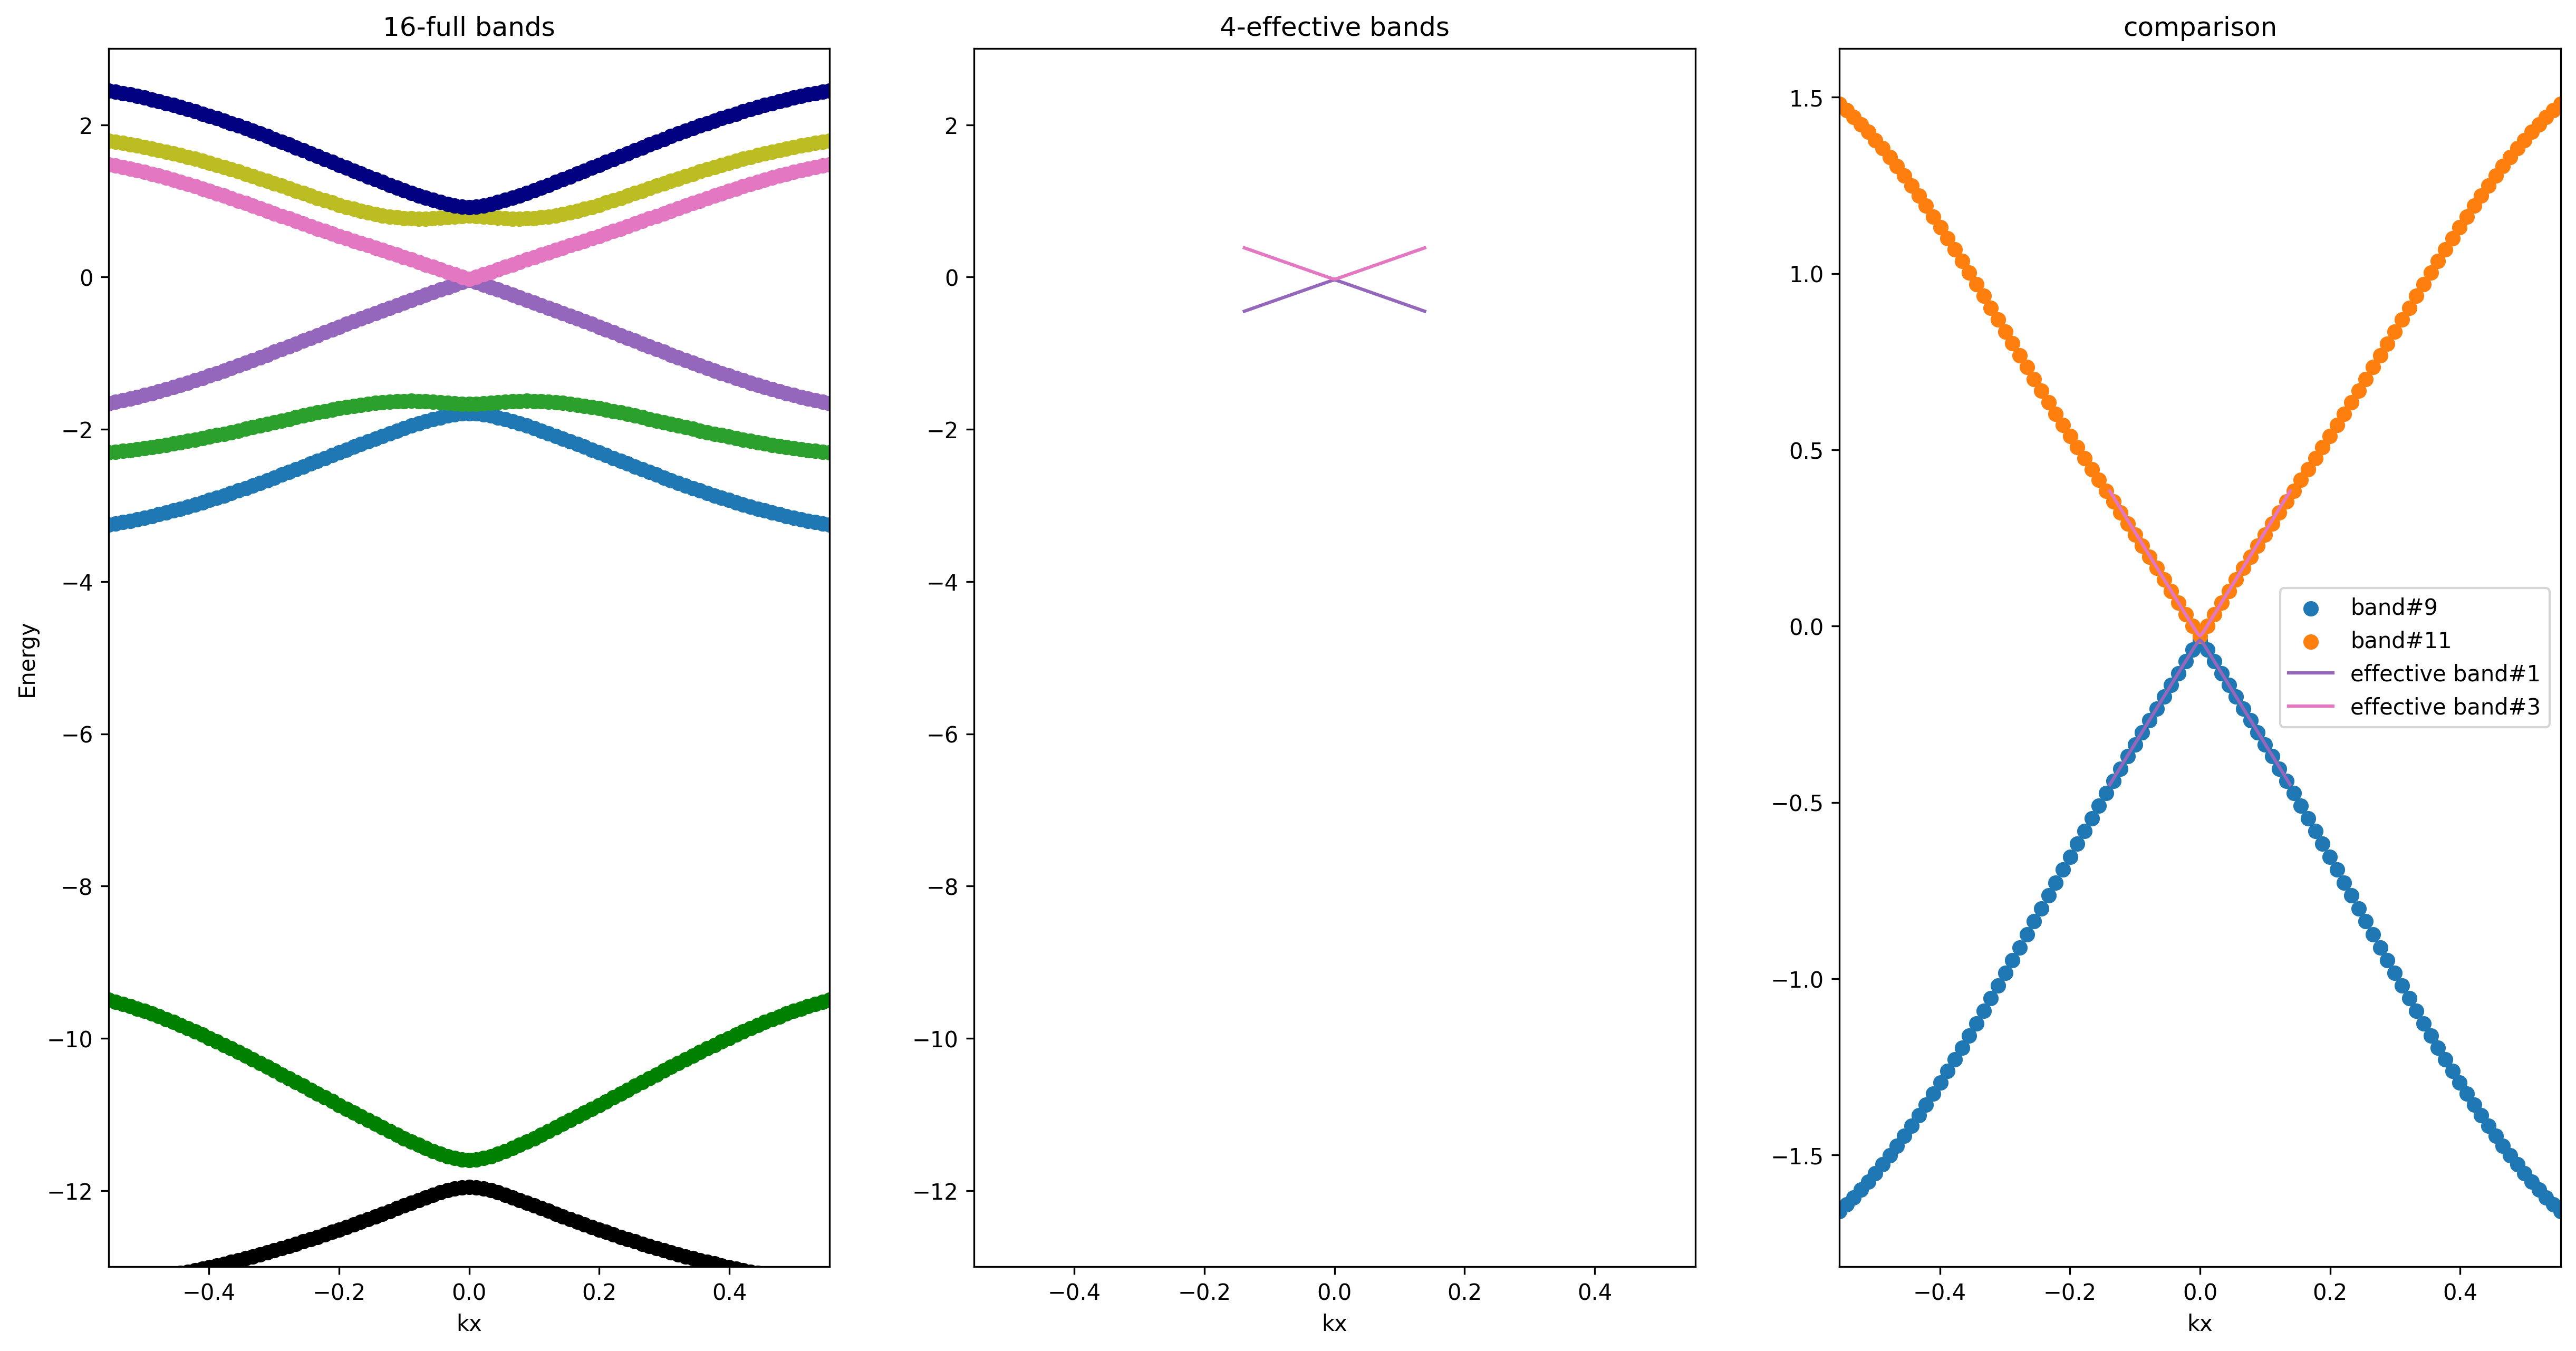 16-full bands
4-effective bands
comparison
Energy
2
0
−2
−4
−6
−8
−10
−12
−0.4 −0.2 0.0 0.2 0.4
kx
2
0
−2
−4
−6
−8
−10
−12
−0.4 −0.2 0.0 0.2 0.4
kx
1.5
1.0
0.5
0.0
−0.5
−1.0
−1.5
−0.4 −0.2 0.0 0.2 0.4
kx
band#9
band#11
effective band#1
effective band#3